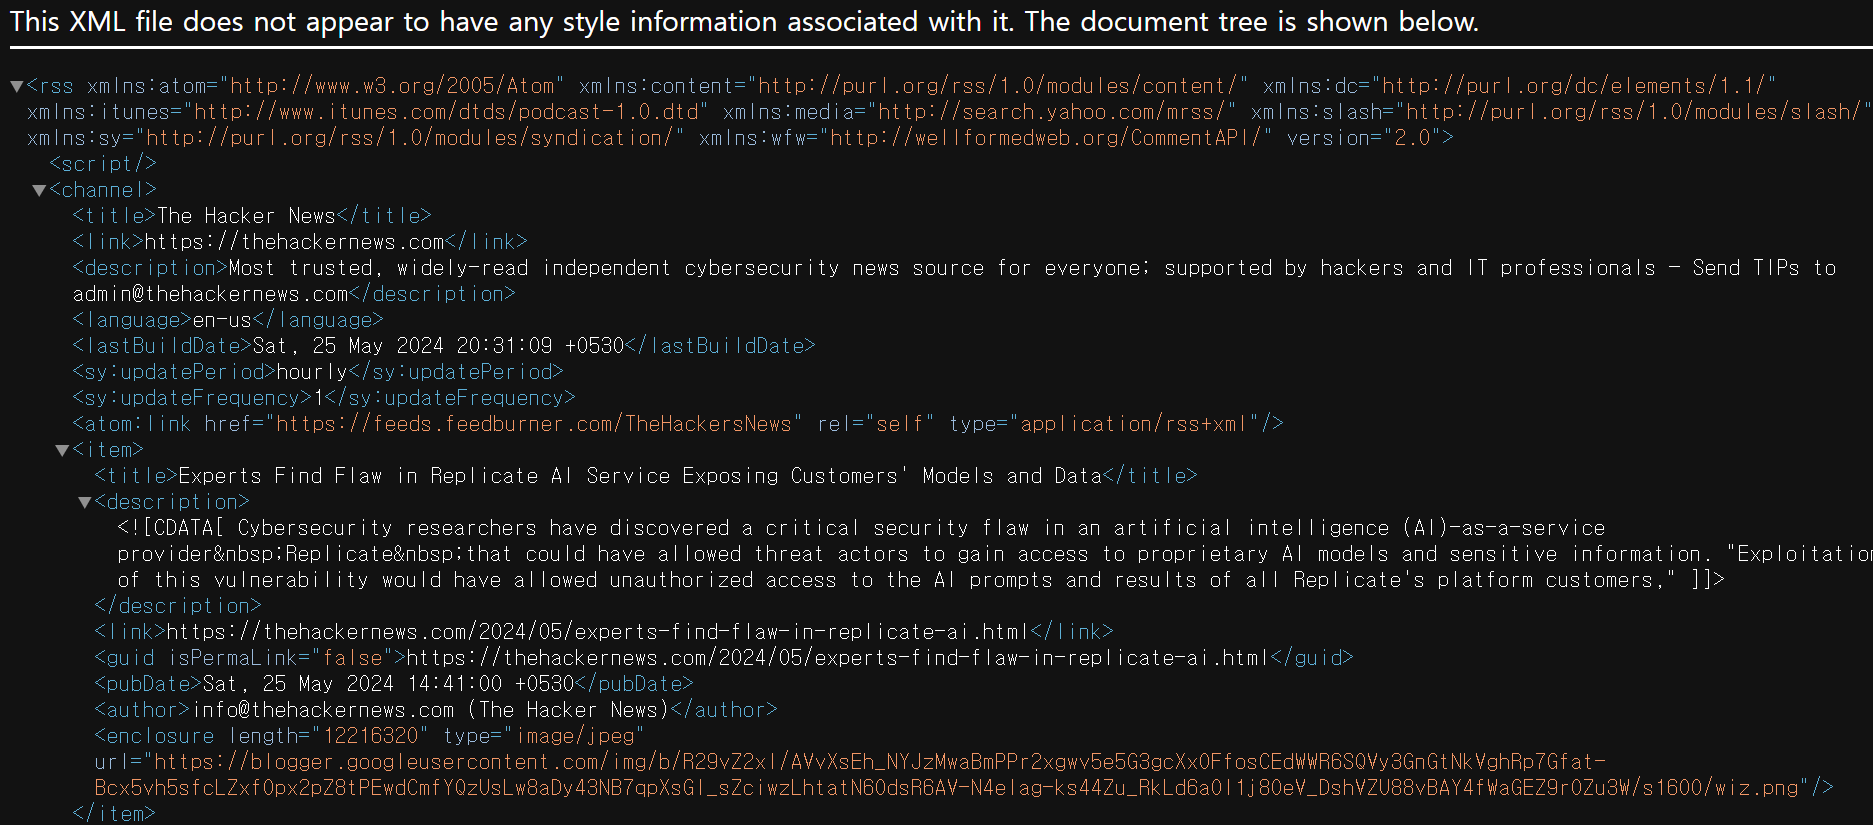 This XML file does not appear to have any style information associated with it. The document tree is shown below.
▼<rss xmlns:atom="http://www.w3.org/2005/Atom" xmlns:content="http://purl.org/rss/1.0/modules/content/" xmlns:dc="http://purl.org/dc/elements/1.1/"
xmlns:itunes="http://www.itunes.com/dtds/podcast-1.0.dtd" xmlns:media="http://search.yahoo.com/mrss/" xmlns:slash="http://purl.org/rss/1.0/modules/slash/"
xmlns:sy="http://purl.org/rss/1.0/modules/syndication/" xmlns:wfw="http://wellformedweb.org/CommentAPI/" version="2.0">
<script/>
▼<channel>
<title>The Hacker News</title>
<link>https://thehackernews.com</link>
<description>Most trusted, widely-read independent cybersecurity news source for everyone; supported by hackers and IT professionals — Send TIPs to
admin@thehackernews.com</description>
<language>en-us</language>
<lastBuildDate>Sat, 25 May 2024 20:31:09 +0530</lastBuildDate>
<sy:updatePeriod>hourly</sy:updatePeriod>
<sy:updateFrequency>1</sy:updateFrequency>
<atom:link href="https://feeds.feedburner.com/TheHackersNews" rel="self" type="application/rss+xml"/>
▼<item>
<title>Experts Find Flaw in Replicate AI Service Exposing Customers' Models and Data</title>
▼<description>
<![CDATA[ Cybersecurity researchers have discovered a critical security flaw in an artificial intelligence (AI)-as-a-service
provider&nbsp;Replicate&nbsp;that could have allowed threat actors to gain access to proprietary AI models and sensitive information. "Exploitation
of this vulnerability would have allowed unauthorized access to the AI prompts and results of all Replicate's platform customers," ]]>
</description>
<link>https://thehackernews.com/2024/05/experts-find-flaw-in-replicate-ai.html</link>
<guid isPermaLink="false">https://thehackernews.com/2024/05/experts-find-flaw-in-replicate-ai.html</guid>
<pubDate>Sat, 25 May 2024 14:41:00 +0530</pubDate>
<author>info@thehackernews.com (The Hacker News)</author>
<enclosure length="12216320" type="image/jpeg"
url="https://blogger.googleusercontent.com/img/b/R29vZ2xl/AVvXsEh_NYJzMwaBmPPr2xgwv5e5G3gcXxOFfosCEdWWR6SQVy3GnGtNkVghRp7Gfat-
Bcx5vh5sfcLZxf0px2pZ8tPEwdCmfYQzUsLw8aDy43NB7qpXsGl_sZciwzLhtatN6OdsR6AV-N4elag-ks44Zu_RkLd6a0l1j80eV_DshVZU88vBAY4fWaGEZ9r0Zu3W/s1600/wiz.png"/>
</item>